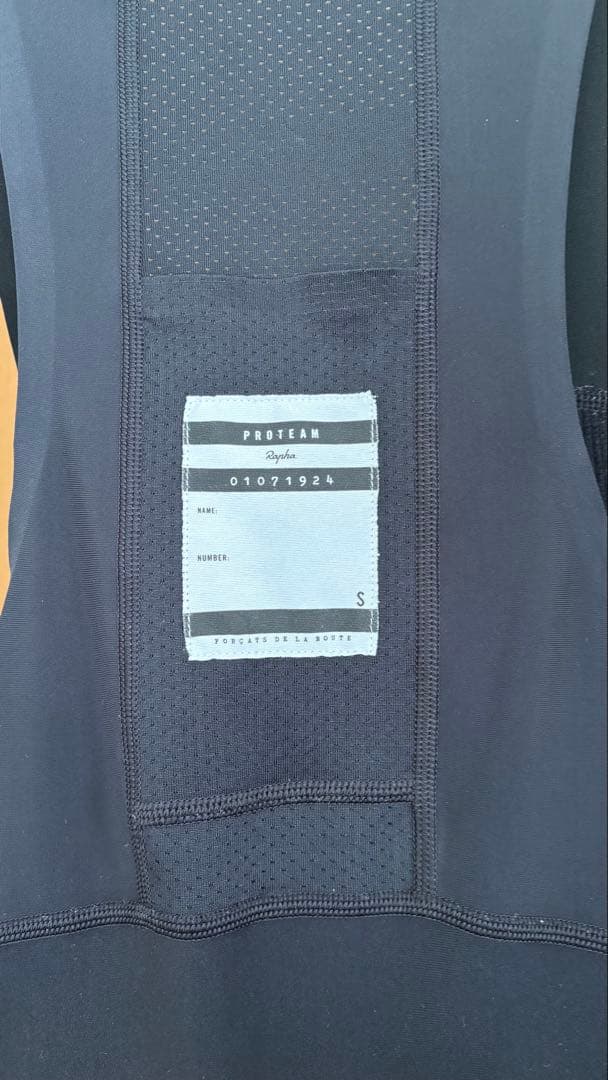 PROTEAM
Rapha
01071924
NAME:
NUMBER:
S
FORÇATS DE LA ROUTE